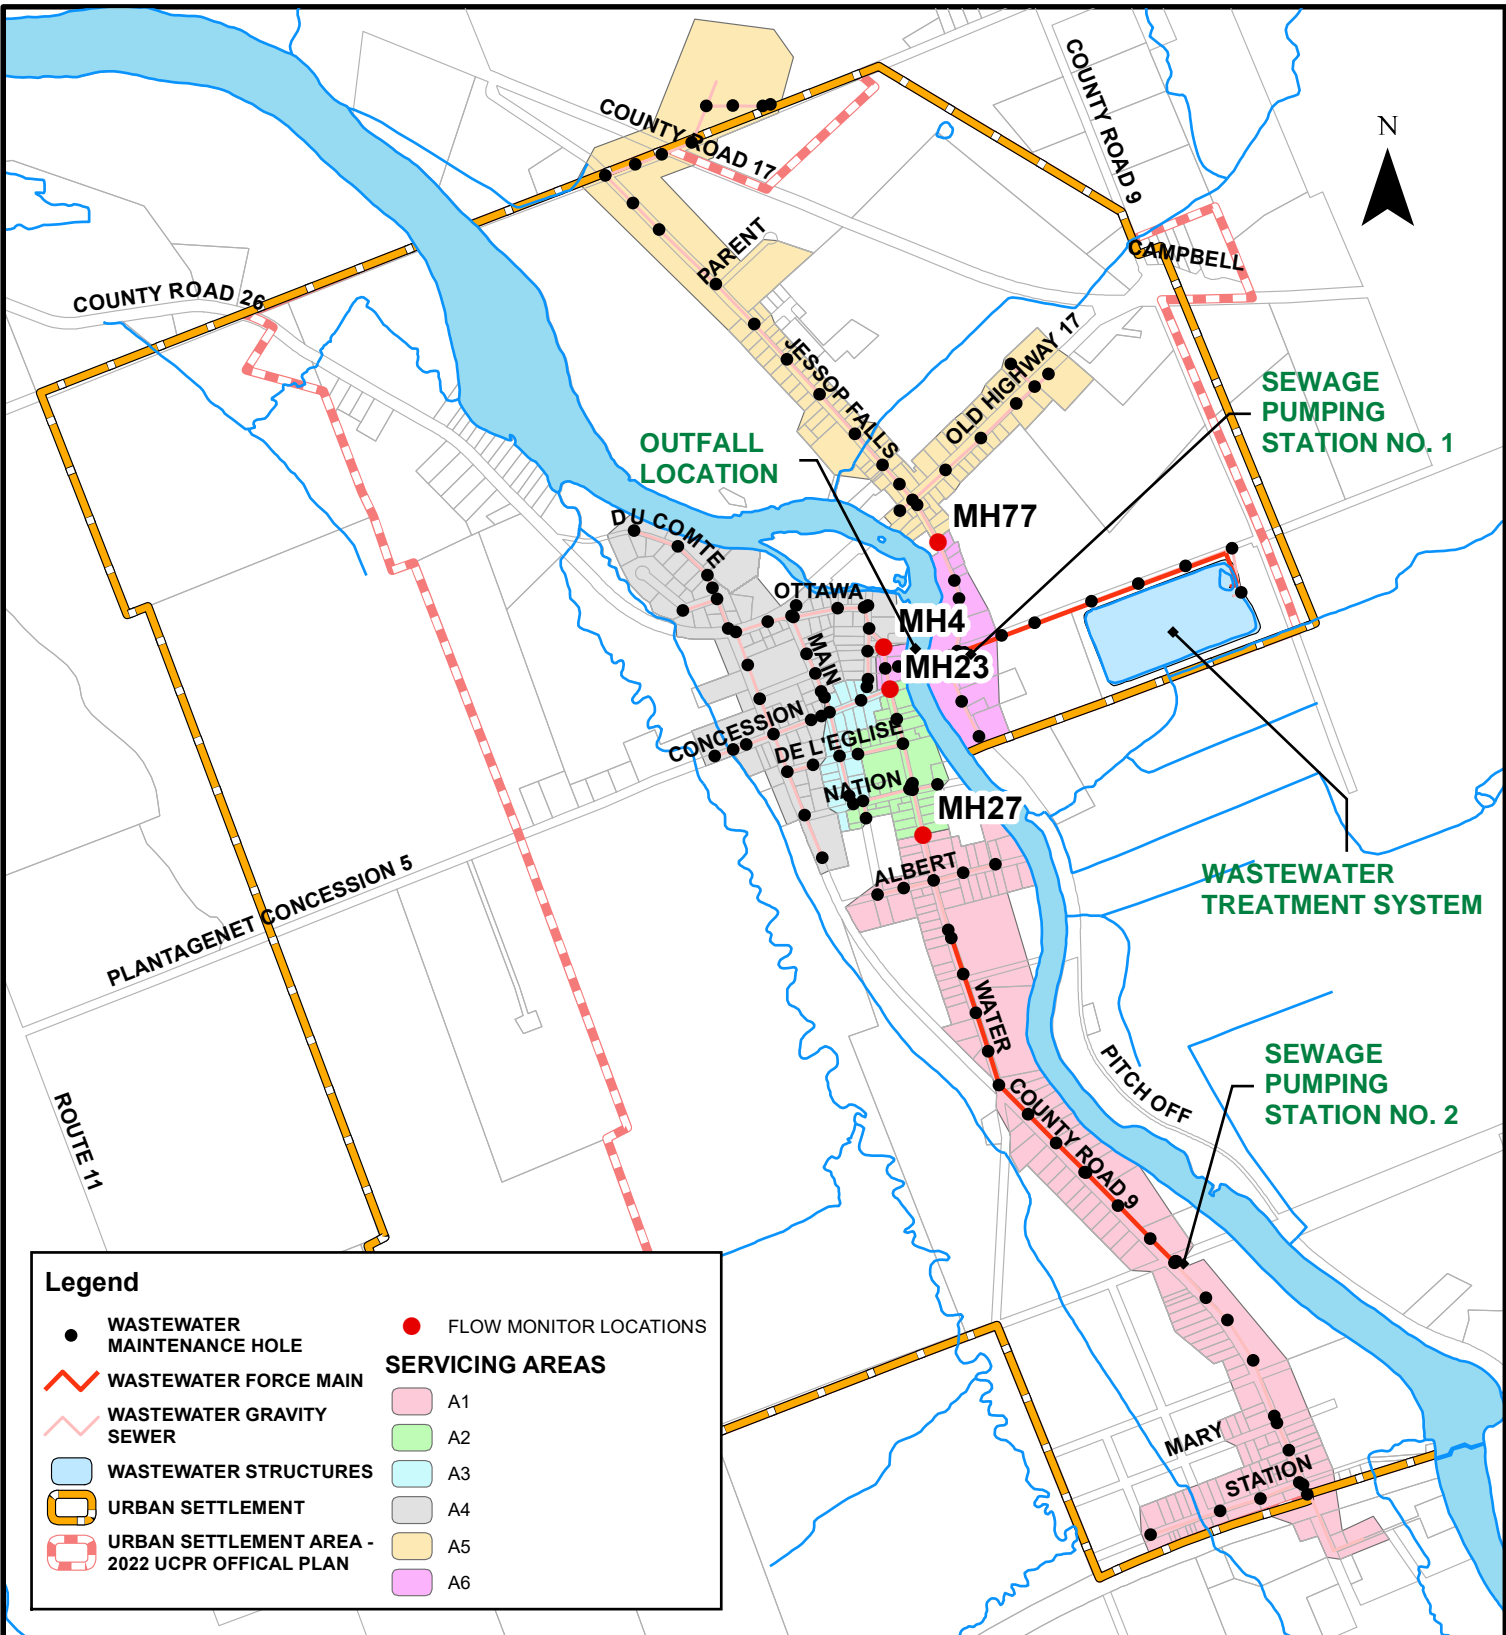 COUNTY ROAD 9
COUNTY ROAD 17
N
CAMPBELL
PARENT
COUNTY ROAD 26
JESSOP FALLS
OLD HIGHWAY 17
SEWAGE
PUMPING
STATION NO. 1
OUTFALL
LOCATION
MH77
DU COMTE
OTTAWA
MH4
MAIN
MH23
CONCESSION
DE L'EGLISE
NATION
MH27
ALBERT
WASTEWATER
TREATMENT SYSTEM
PLANTAGENET CONCESSION 5
WATER
PITCH OFF
SEWAGE
PUMPING
STATION NO. 2
ROUTE 11
COUNTY ROAD 9
MARY
STATION
Legend
WASTEWATER
MAINTENANCE HOLE
WASTEWATER FORCE MAIN
WASTEWATER GRAVITY
SEWER
WASTEWATER STRUCTURES
URBAN SETTLEMENT
URBAN SETTLEMENT AREA -
2022 UCPR OFFICAL PLAN
FLOW MONITOR LOCATIONS
SERVICING AREAS
A1
A2
A3
A4
A5
A6